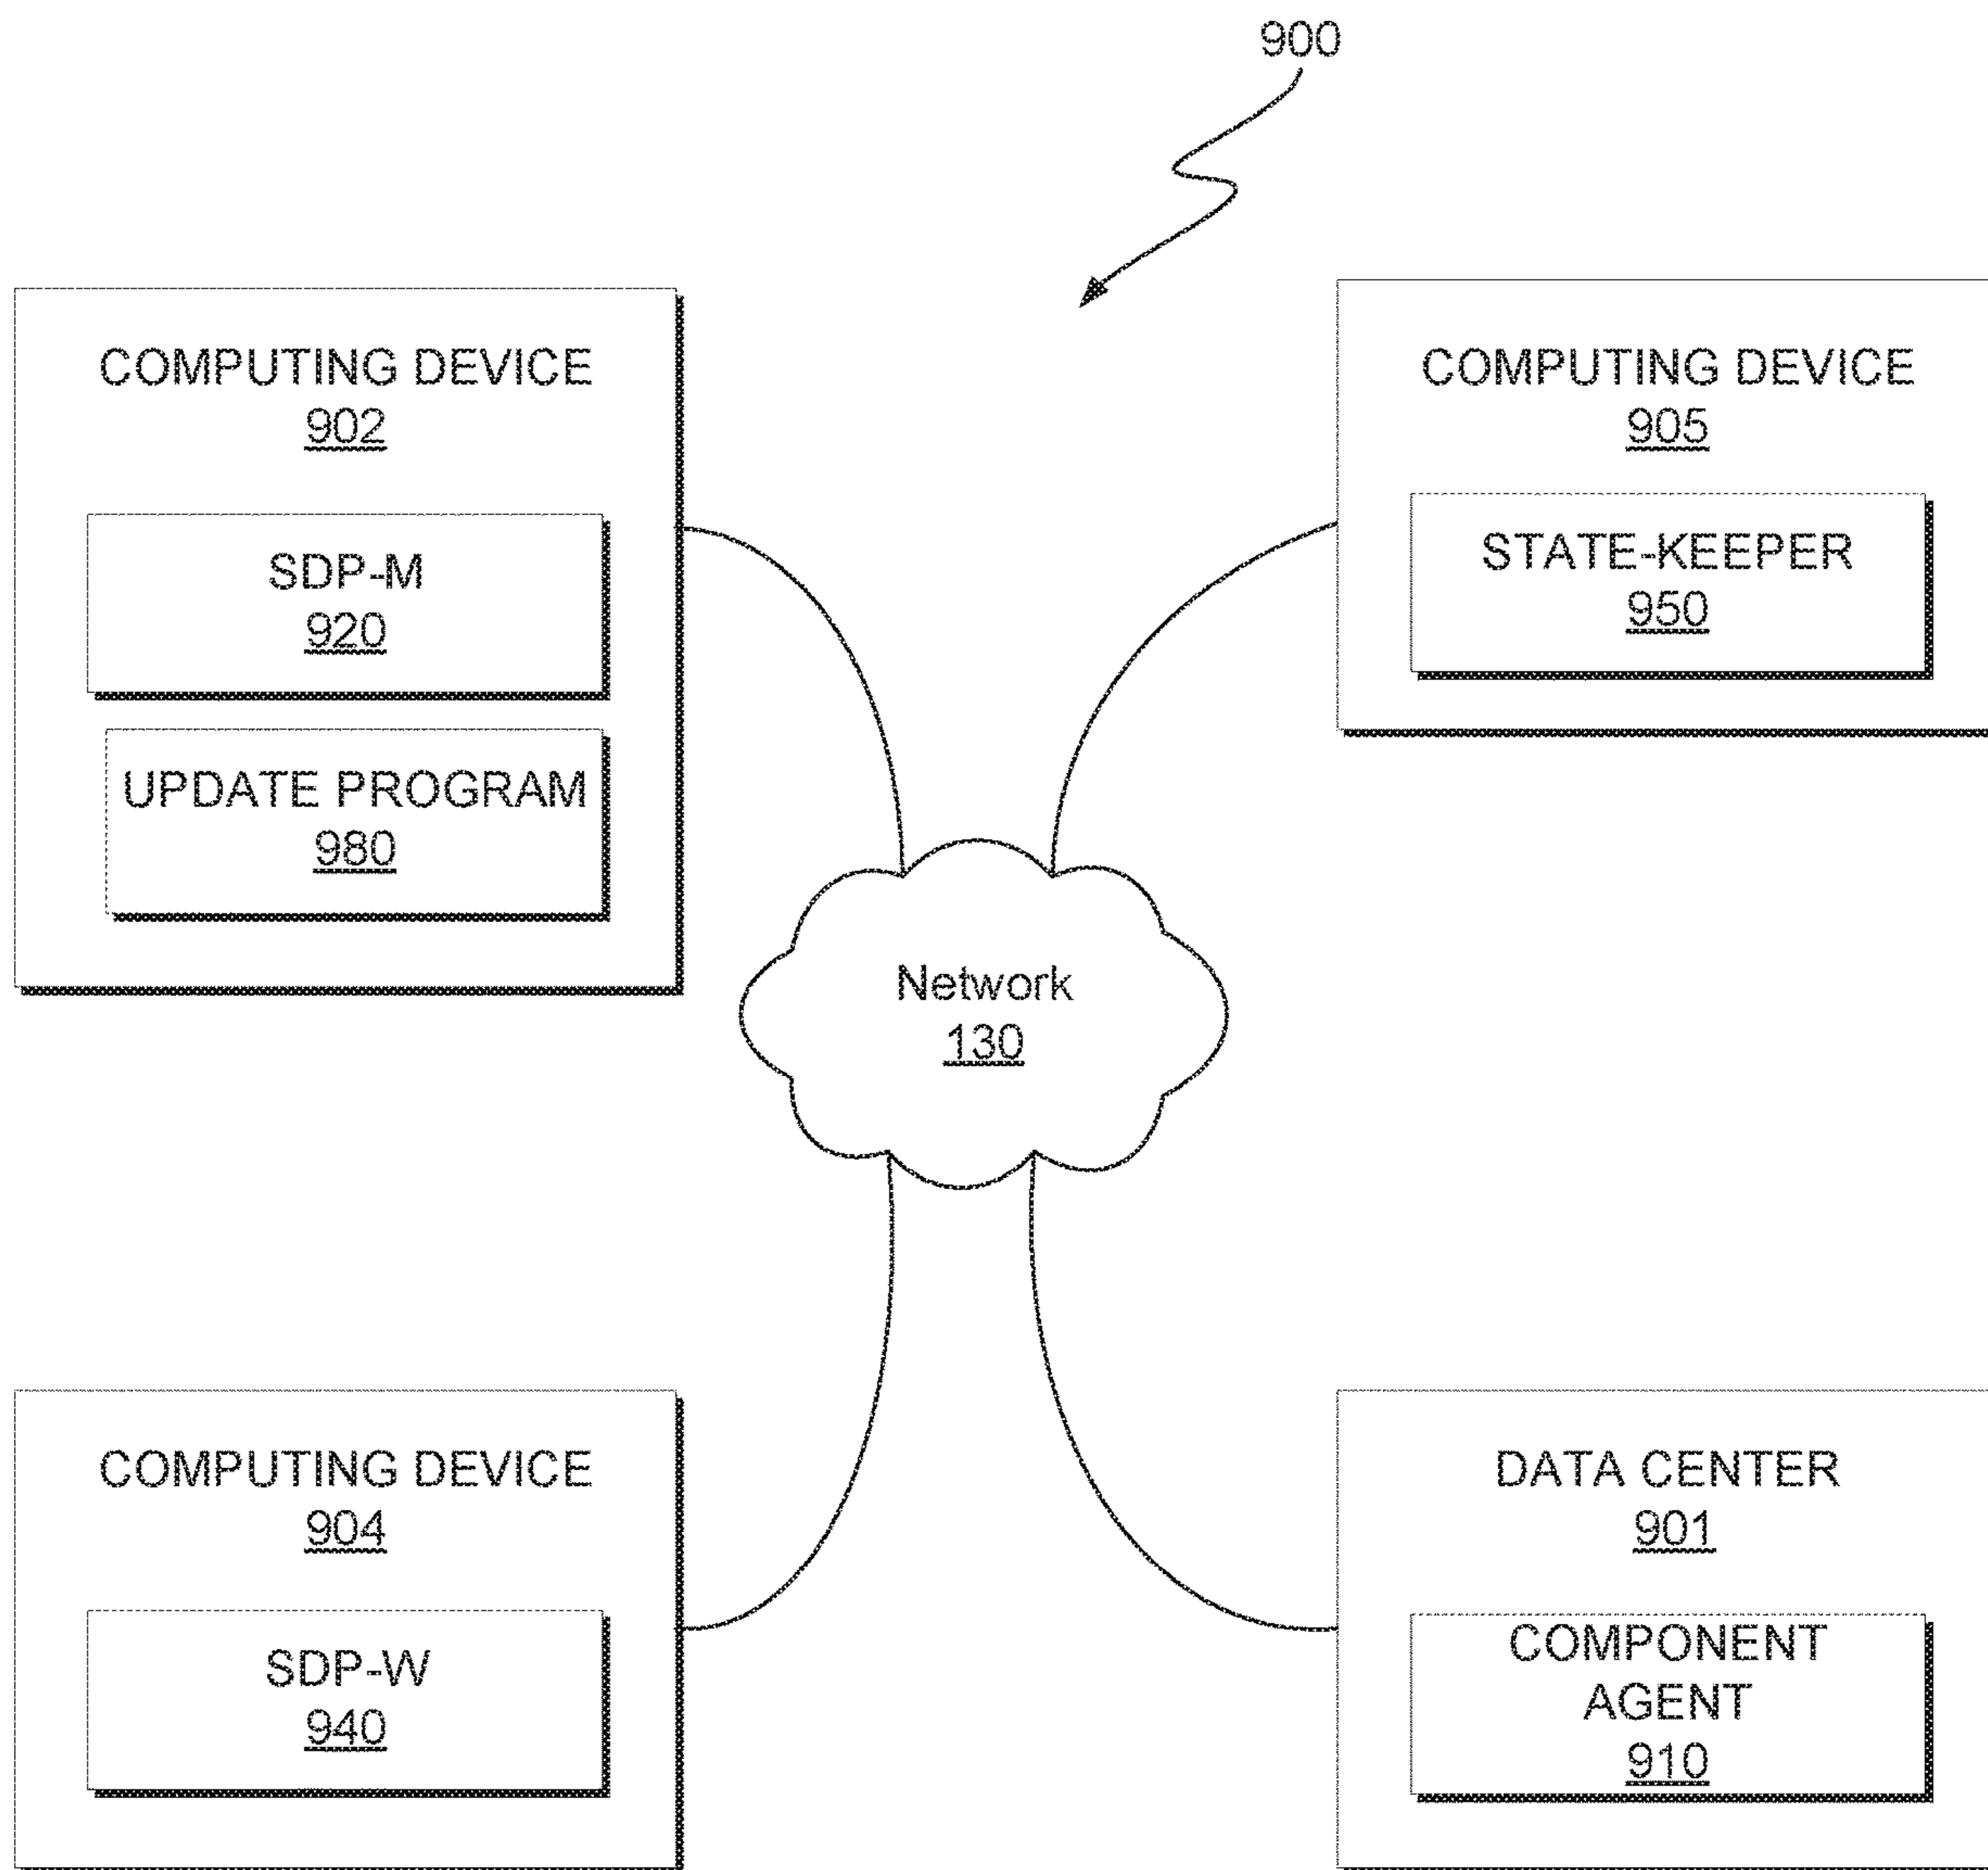 900
COMPUTING DEVICE
902
SDP-M
920
UPDATE PROGRAM
980
COMPUTING DEVICE
905
STATE-KEEPER
950
Network
130
COMPUTING DEVICE
904
SDP-W
940
DATA CENTER
901
COMPONENT
AGENT
910